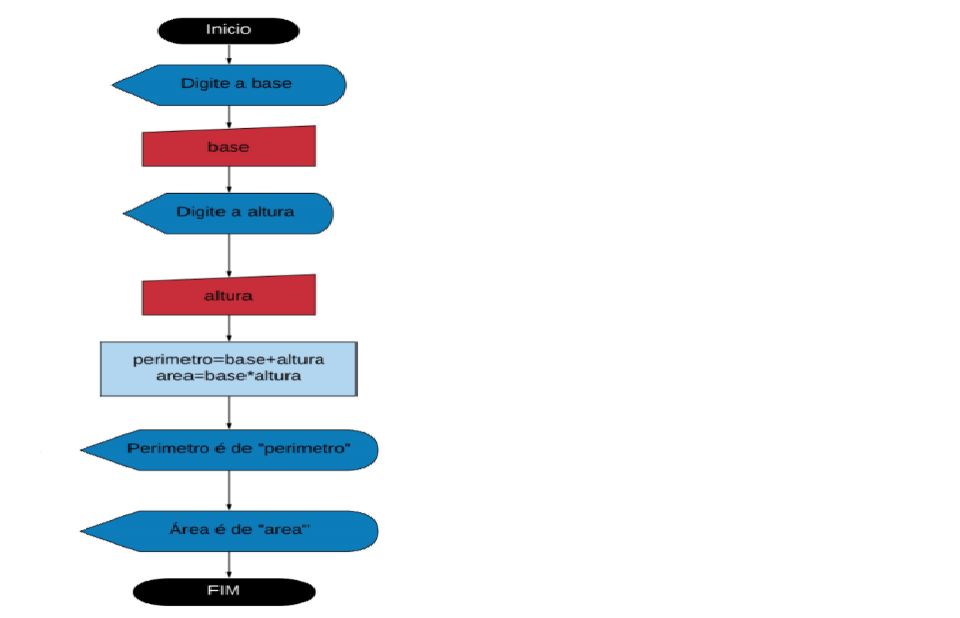 Início
Digite a base
base
Digite a altura
altura
perimetro=base+altura
area=base*altura
Perimetro é de "perimetro"
Área é de "area"'
FIM